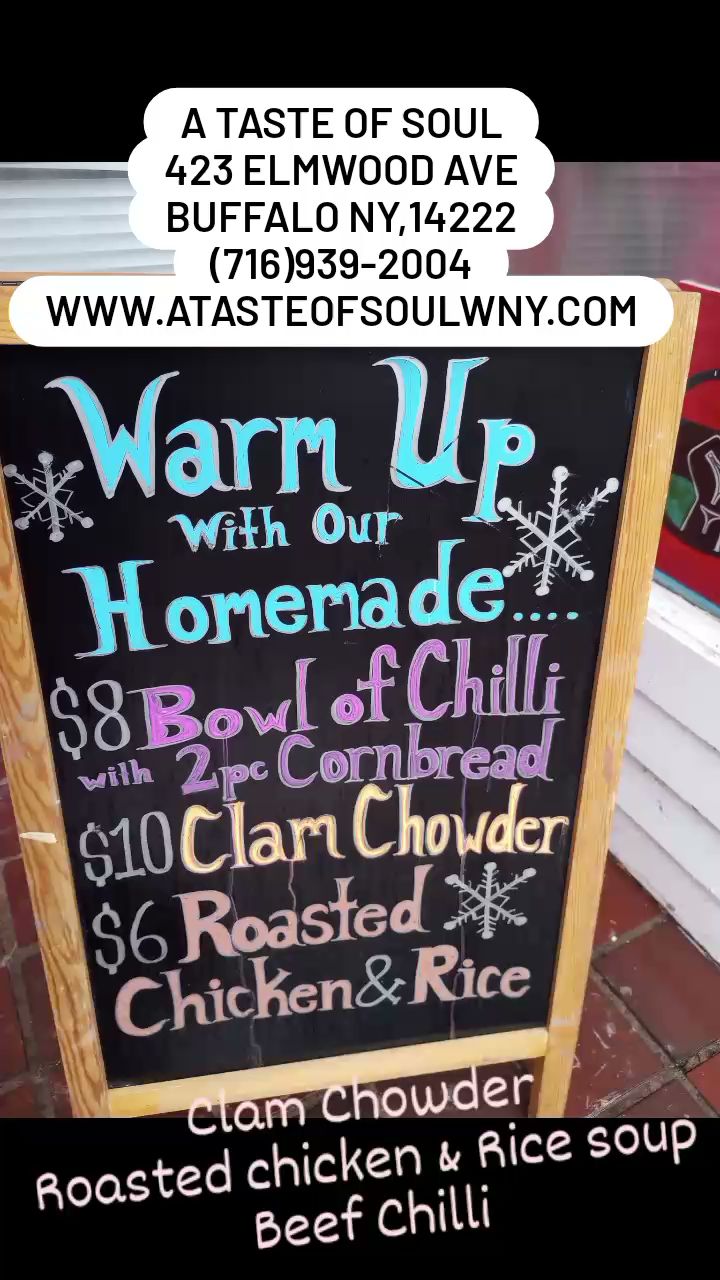 A TASTE OF SOUL
423 ELMWOOD AVE
BUFFALO NY,14222
(716)939-2004
WWW.ATASTEOFSOULWNY.COM
Warm Up
With Our
Homemade....
$8 Bowl of Chilli
with 2pc Cornbread
$10 Clam Chowder
$6 Roasted
Chicken & Rice
Clam Chowder
Roasted chicken & Rice soup
Beef Chilli